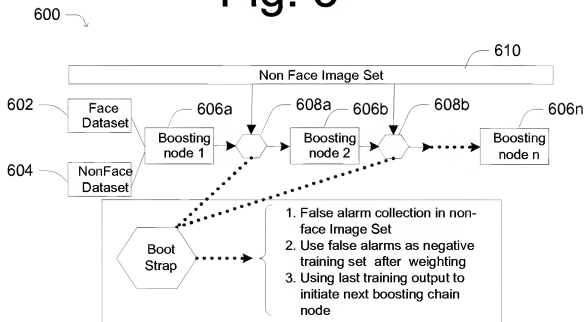 600
610
Non Face Image Set
602
Face
Dataset
606a
608a
606b
608b
606n
Boosting
node 1
Boosting
node 2
Boosting
node n
604
NonFace
Dataset
Boot
Strap
1. False alarm collection in non-
face Image Set
2. Use false alarms as negative
training set after weighting
3. Using last training output to
initiate next boosting chain
node